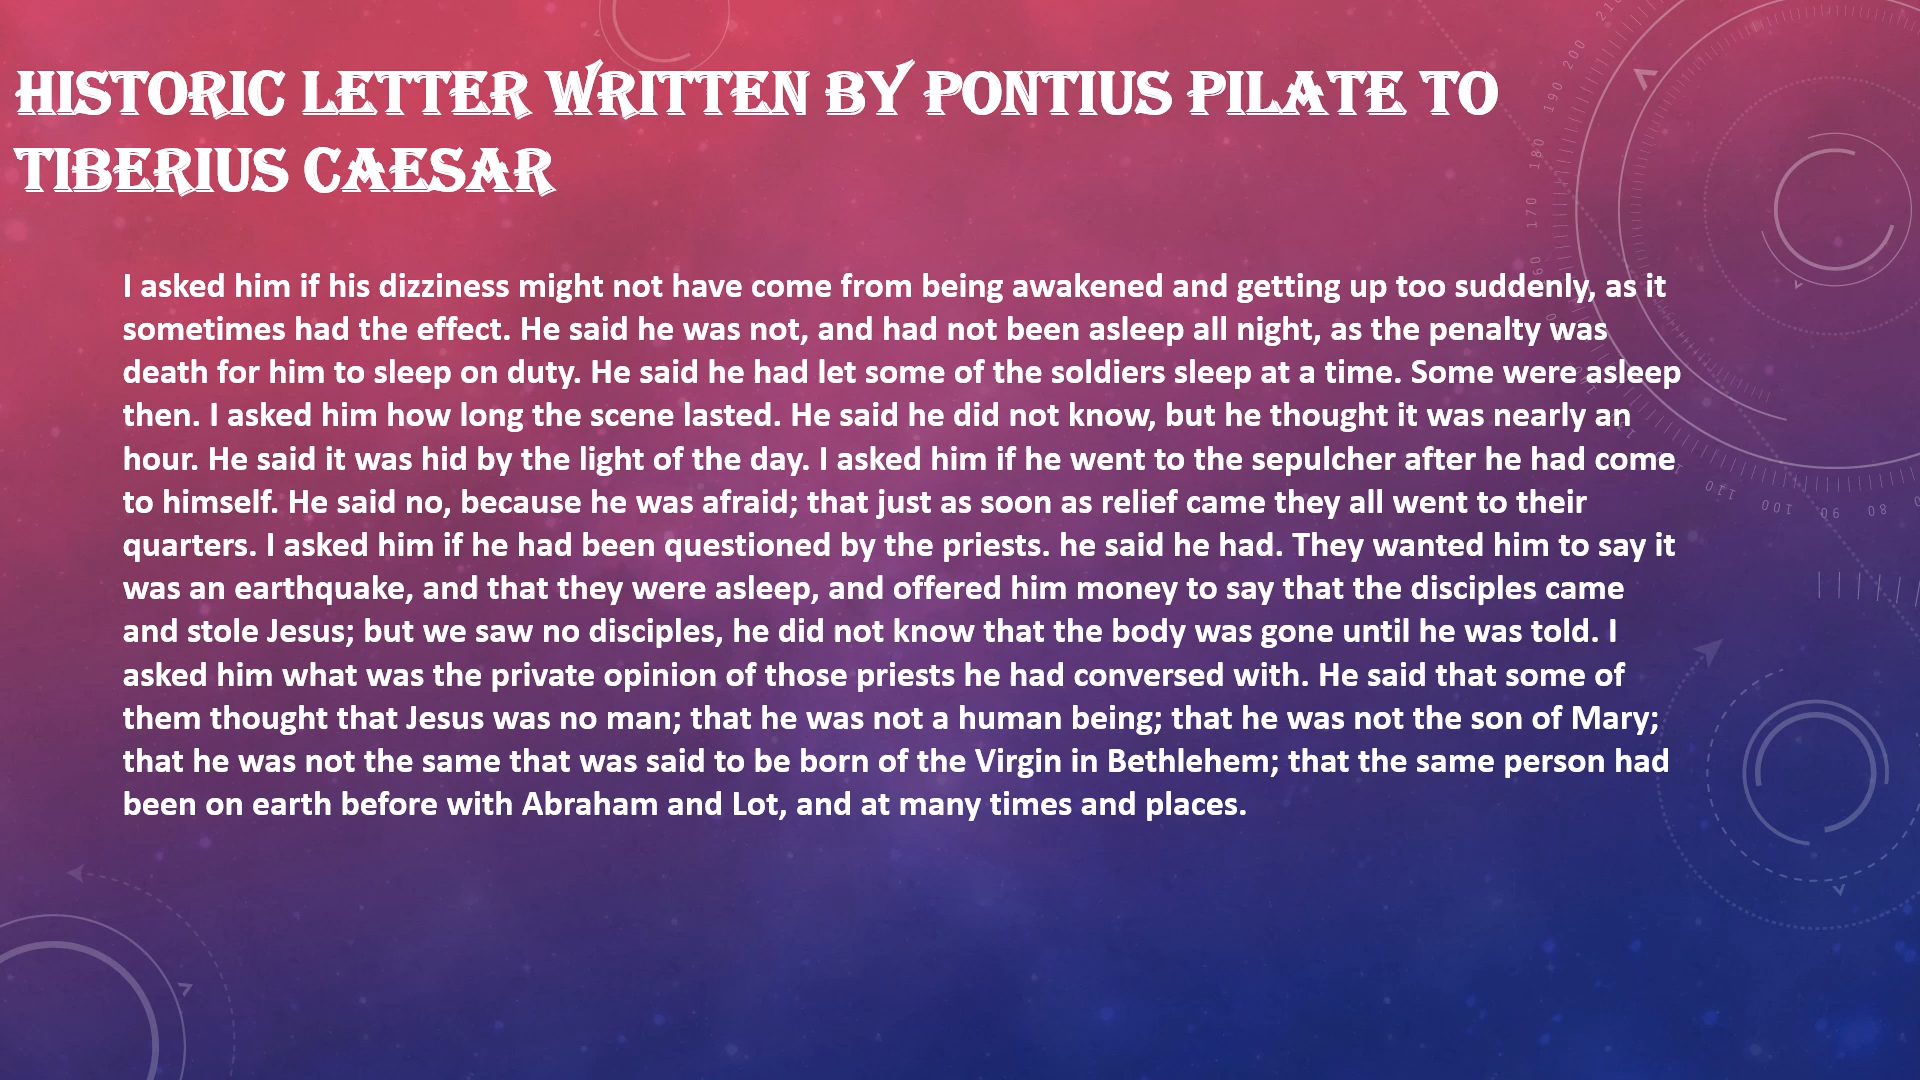 HISTORIC LETTER WRITTEN BY PONTIUS PILATE TO
TIBERIUS CAESAR
I asked him if his dizziness might not have come from being awakened and getting up too suddenly, as it
sometimes had the effect. He said he was not, and had not been asleep all night, as the penalty was
death for him to sleep on duty. He said he had let some of the soldiers sleep at a time. Some were asleep
then. I asked him how long the scene lasted. He said he did not know, but he thought it was nearly an
hour. He said it was hid by the light of the day. I asked him if he went to the sepulcher after he had come
to himself. He said no, because he was afraid; that just as soon as relief came they all went to their
quarters. I asked him if he had been questioned by the priests. he said he had. They wanted him to say it
was an earthquake, and that they were asleep, and offered him money to say that the disciples came
and stole Jesus; but we saw no disciples, he did not know that the body was gone until he was told. I
asked him what was the private opinion of those priests he had conversed with. He said that some of
them thought that Jesus was no man; that he was not a human being; that he was not the son of Mary;
that he was not the same that was said to be born of the Virgin in Bethlehem; that the same person had
been on earth before with Abraham and Lot, and at many times and places.
210
200
190
180
170
110
100
90
80